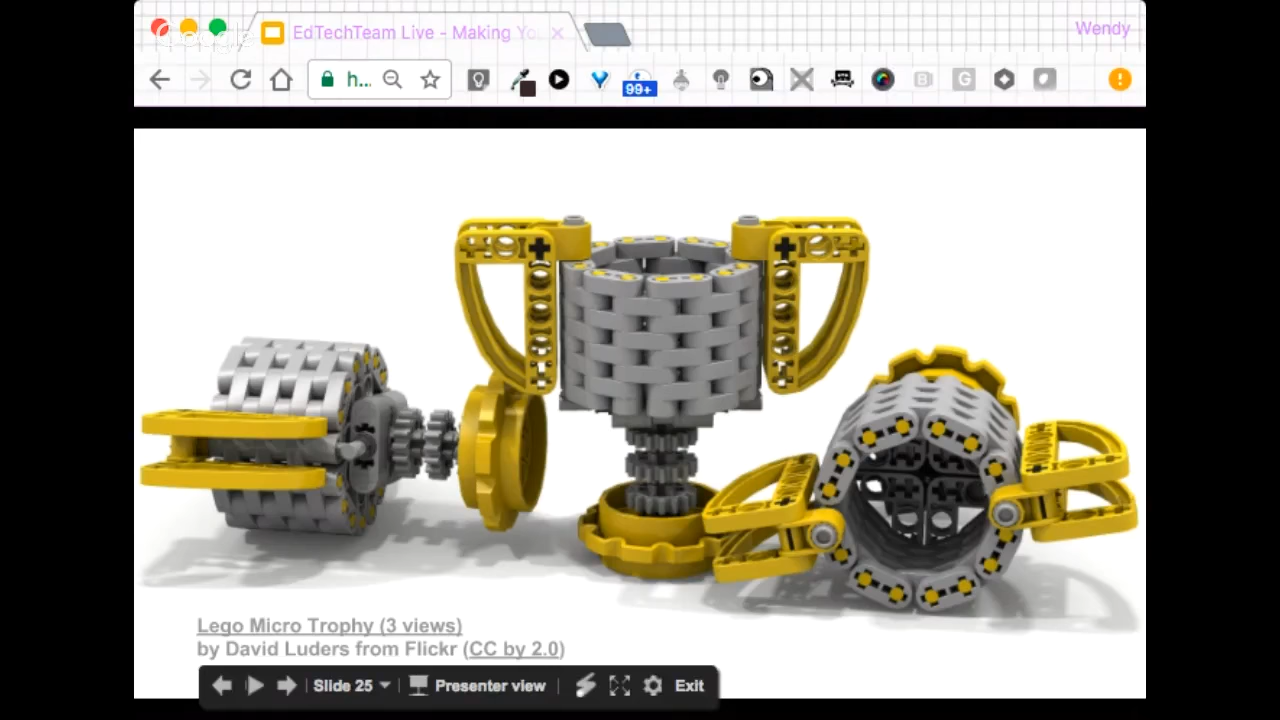 Google
EdTechTeam Live - Making Yo
Wendy
h...
99+
B
G
Lego Micro Trophy (3 views)
by David Luders from Flickr (CC by 2.0)
Slide 25
Presenter view
Exit